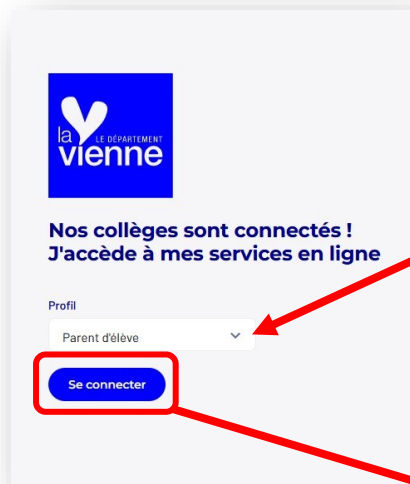 la
LE DÉPARTEMENT
vienne
Nos collèges sont connectés !
J'accède à mes services en ligne
Profil
Parent d'élève
Se connecter